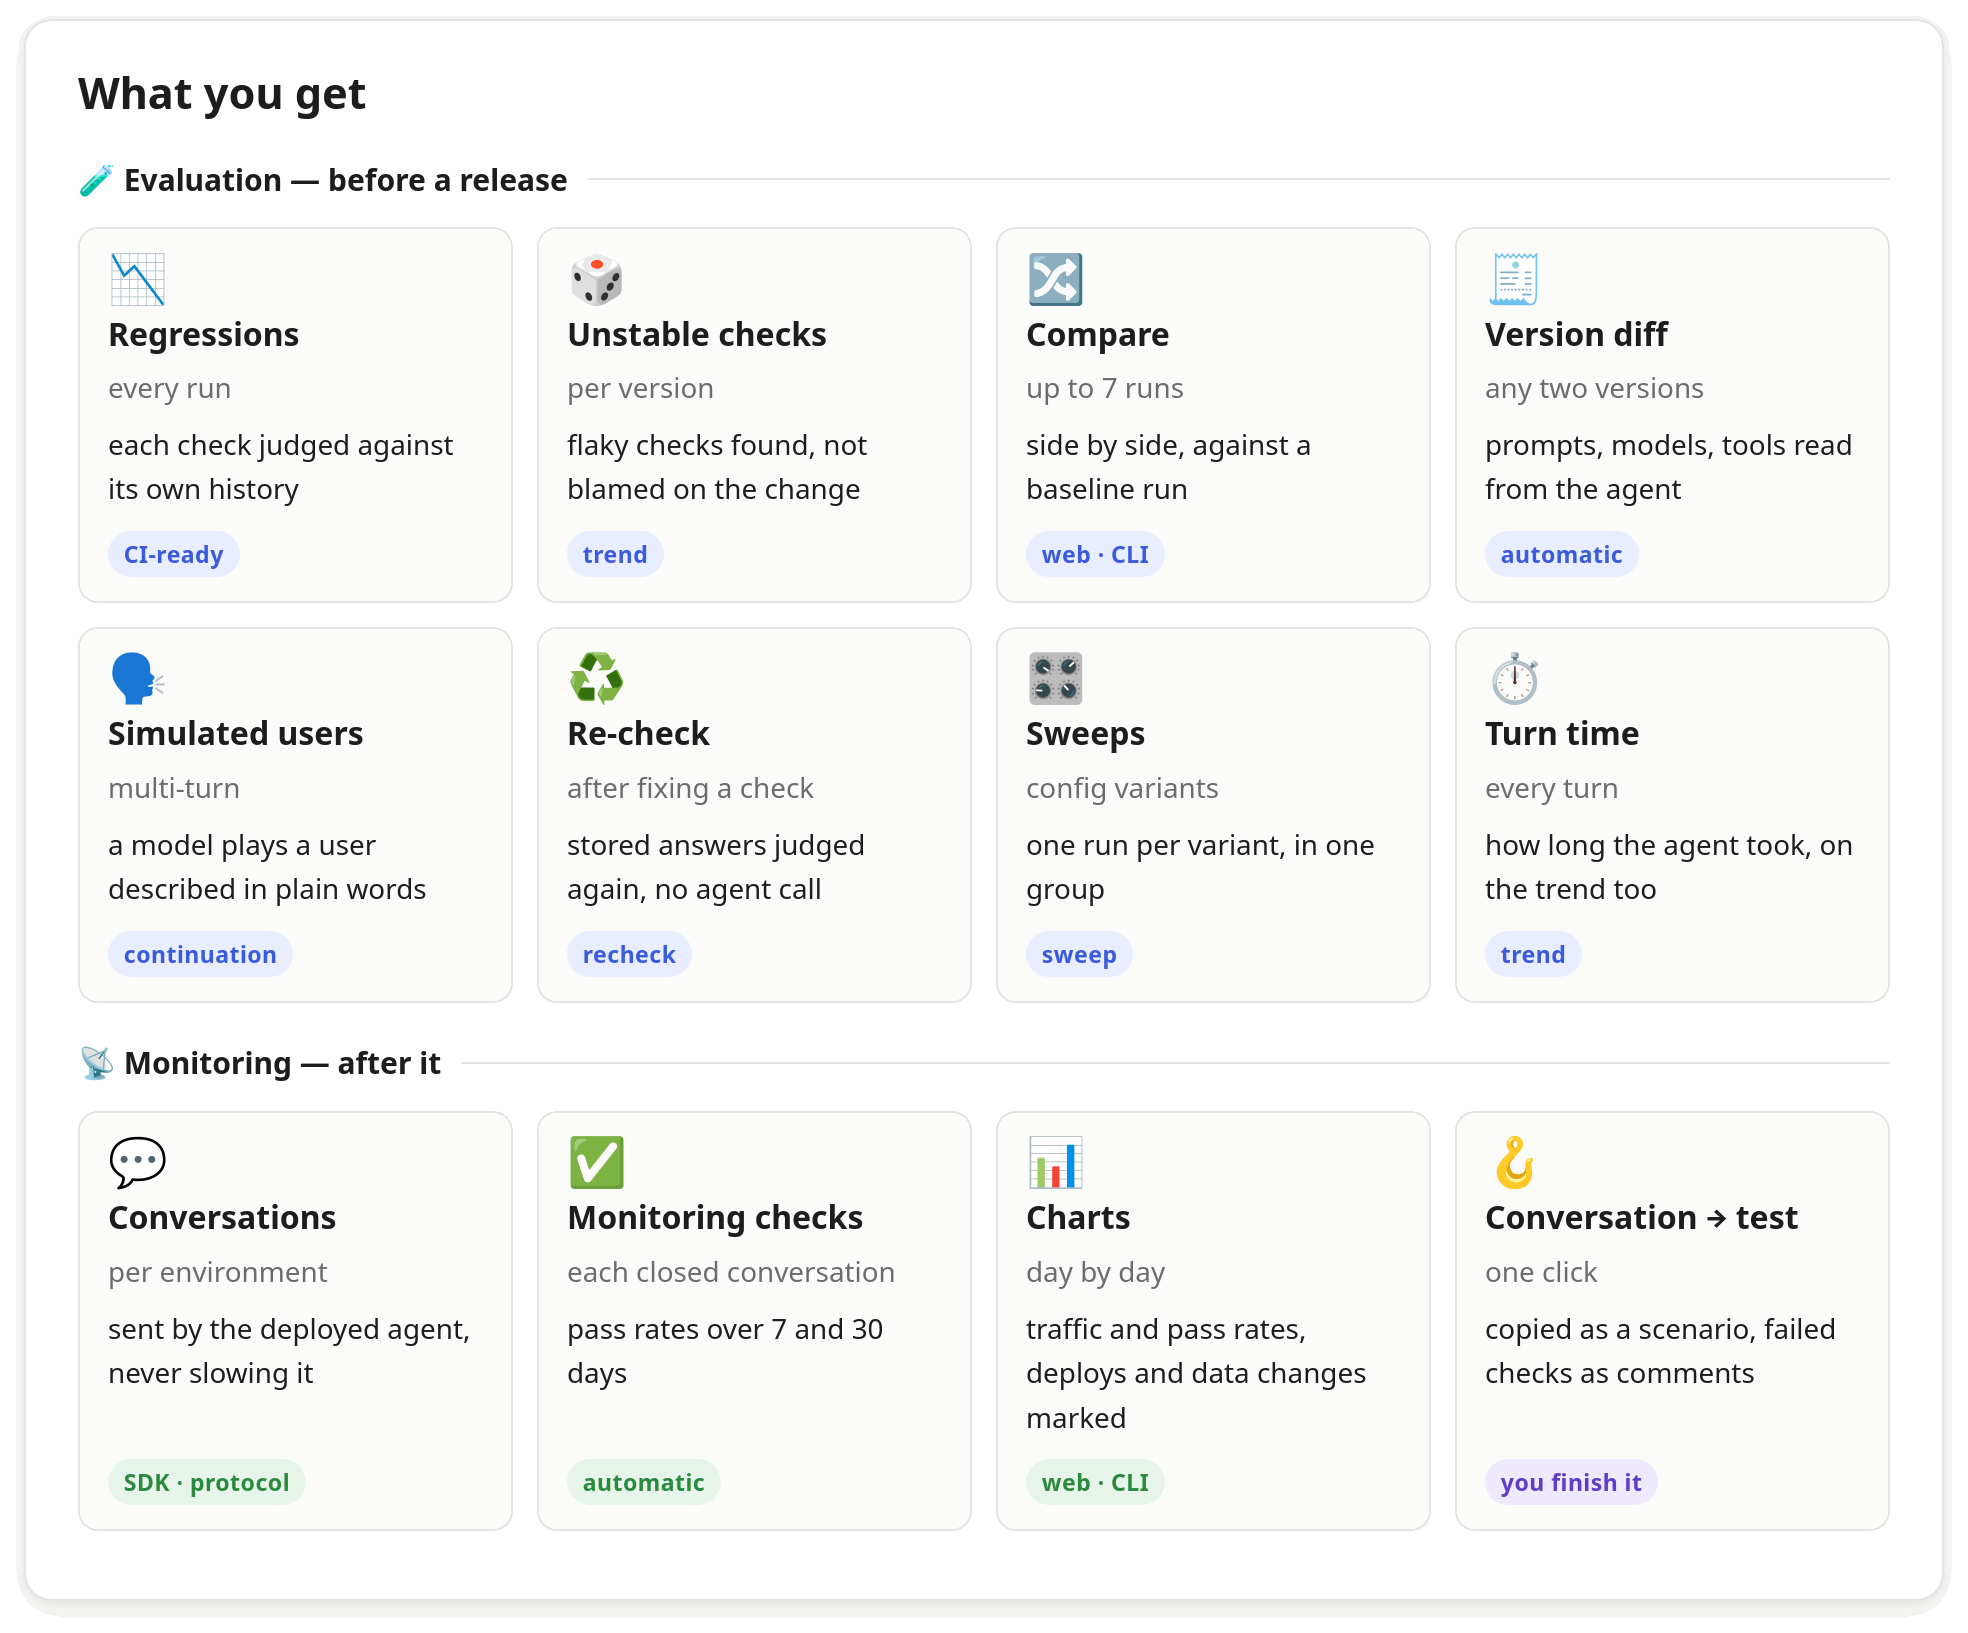 What you get
🧪 Evaluation — before a release
Regressions
every run
each check judged against
its own history
CI-ready
Unstable checks
per version
flaky checks found, not
blamed on the change
trend
Compare
up to 7 runs
side by side, against a
baseline run
web · CLI
Version diff
any two versions
prompts, models, tools read
from the agent
automatic
Simulated users
multi-turn
a model plays a user
described in plain words
continuation
Re-check
after fixing a check
stored answers judged
again, no agent call
recheck
Sweeps
config variants
one run per variant, in one
group
sweep
Turn time
every turn
how long the agent took, on
the trend too
trend
📡 Monitoring — after it
Conversations
per environment
sent by the deployed agent,
never slowing it
SDK · protocol
Monitoring checks
each closed conversation
pass rates over 7 and 30
days
automatic
Charts
day by day
traffic and pass rates,
deploys and data changes
marked
web · CLI
Conversation → test
one click
copied as a scenario, failed
checks as comments
you finish it